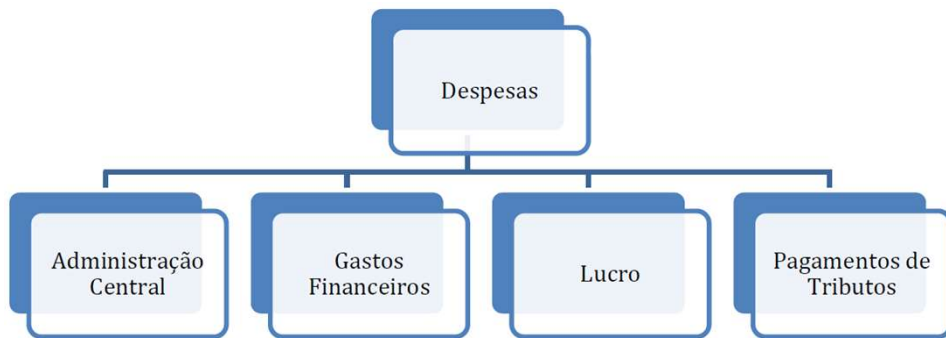 Despesas
Administração
Central
Gastos
Financeiros
Lucro
Pagamentos de
Tributos